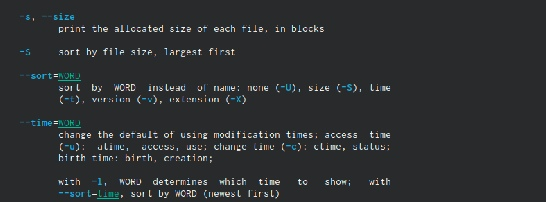 -s, --size
print the allocated size of each file, in blocks
-S sort by file size, largest first
--sort=WORD
sort by WORD instead of name: none (-U), size (-S), time
(-t), version (-v), extension (-X)
--time=WORD
change the default of using modification times; access time
(-u): atime, access, use; change time (-c): ctime, status;
birth time: birth, creation;
with -l, WORD determines which time to show; with
--sort=time, sort by WORD (newest first)